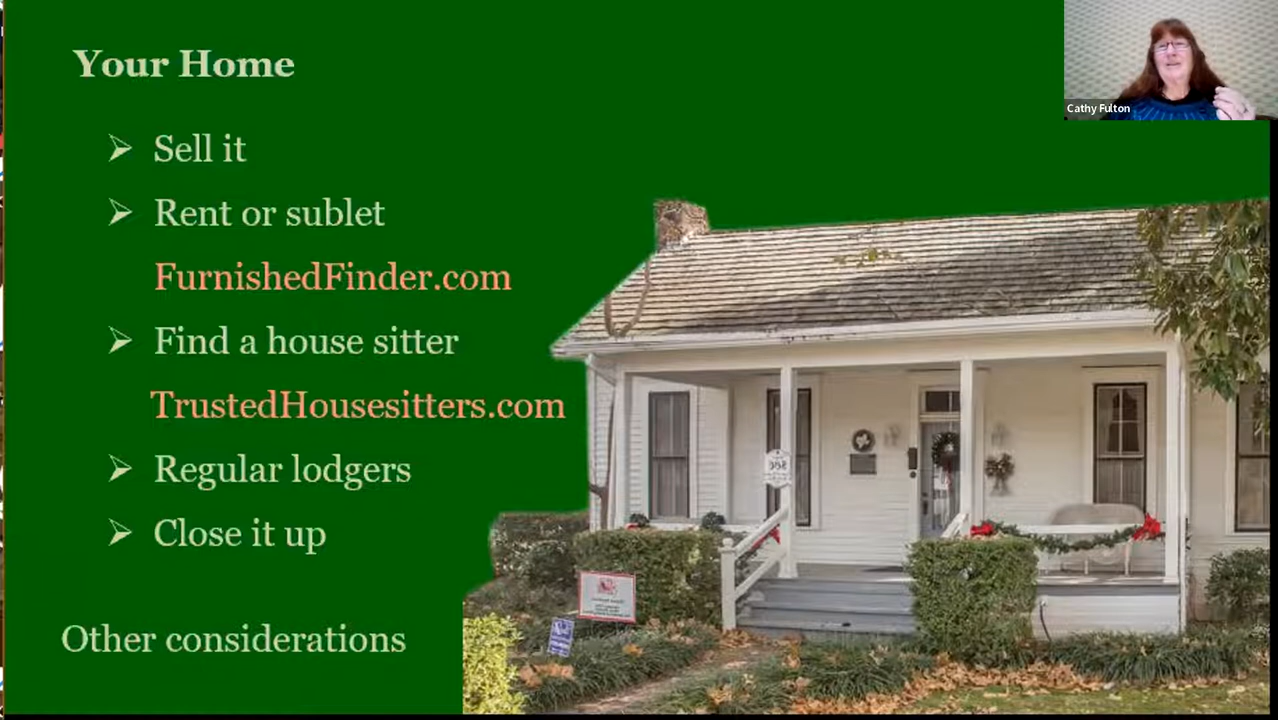 Your Home
Sell it
Rent or sublet
FurnishedFinder.com
Find a house sitter
TrustedHousesitters.com
Regular lodgers
Close it up
Other considerations
Cathy Fulton